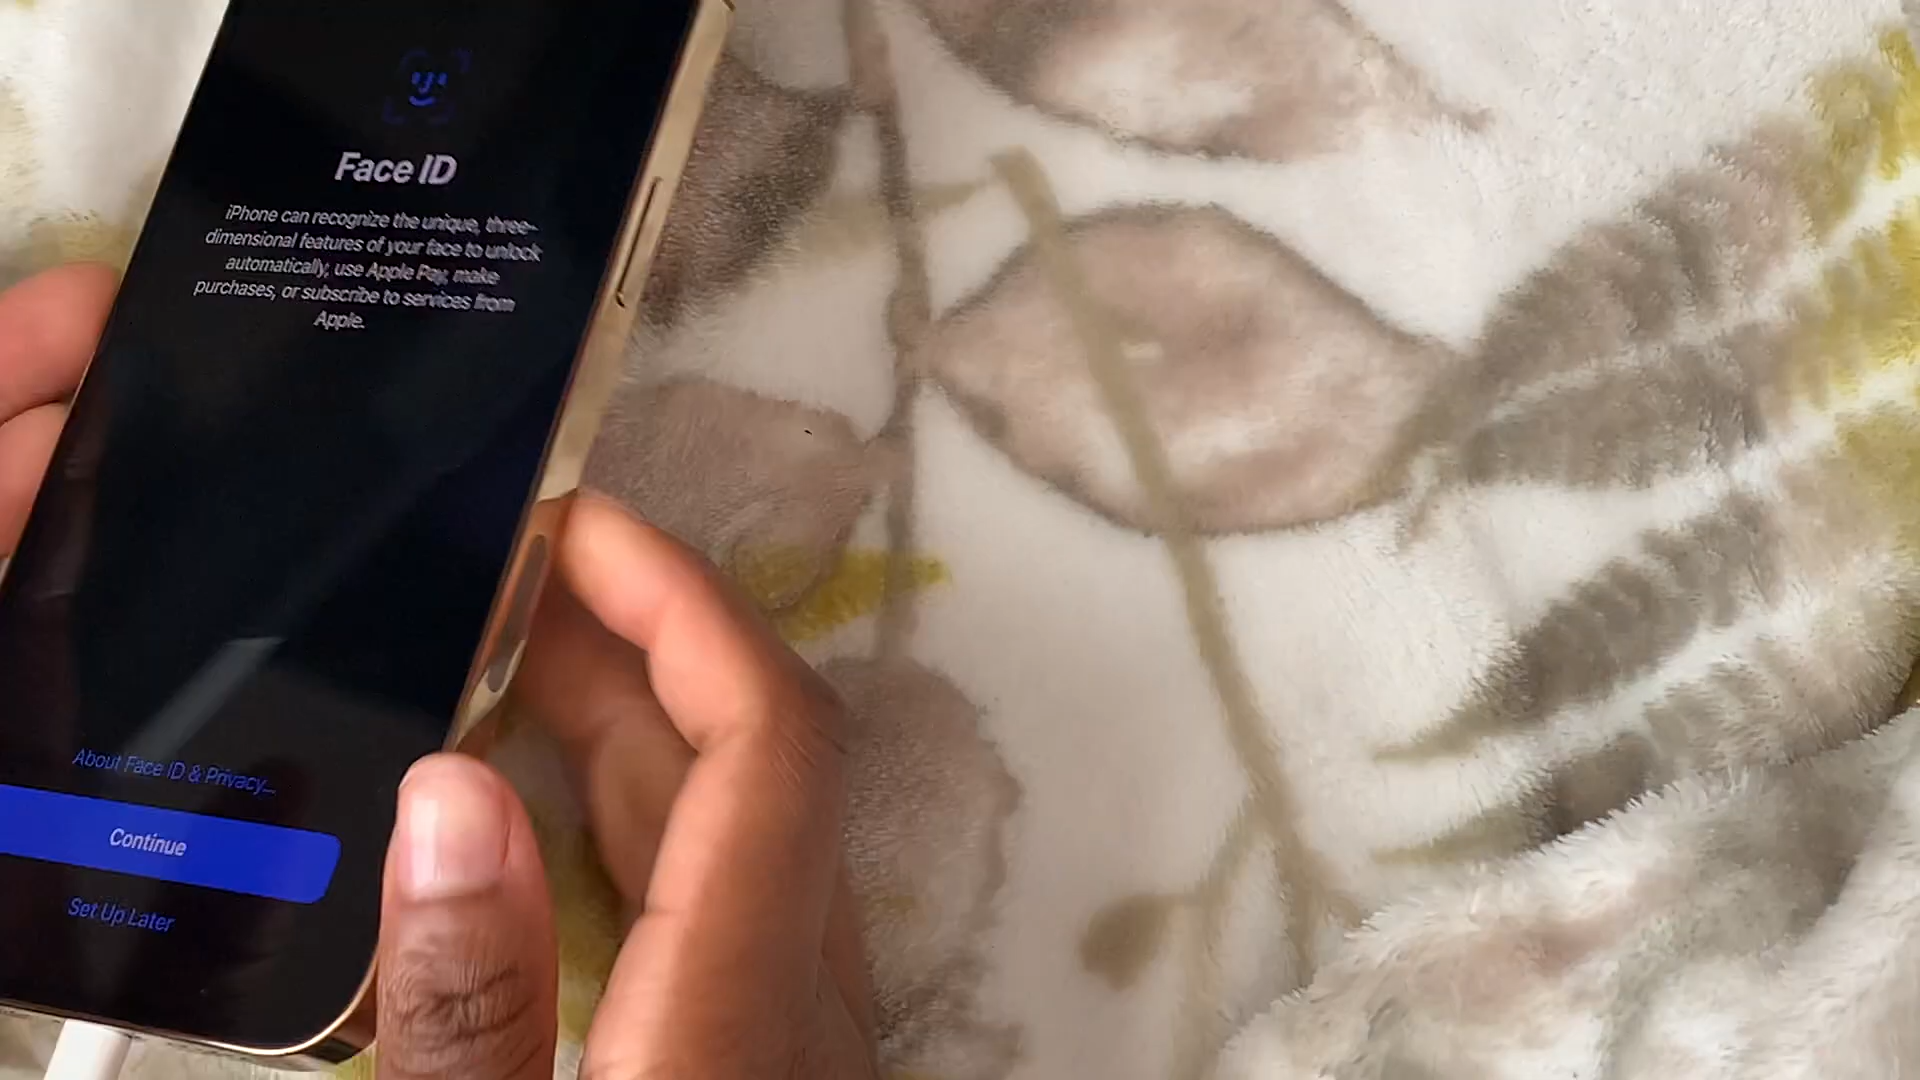 Face ID
iPhone can recognize the unique, three-
dimensional features of your face to unlock
automatically, use Apple Pay, make
purchases, or subscribe to services from
Apple.
About Face ID & Privacy...
Continue
Set Up Later